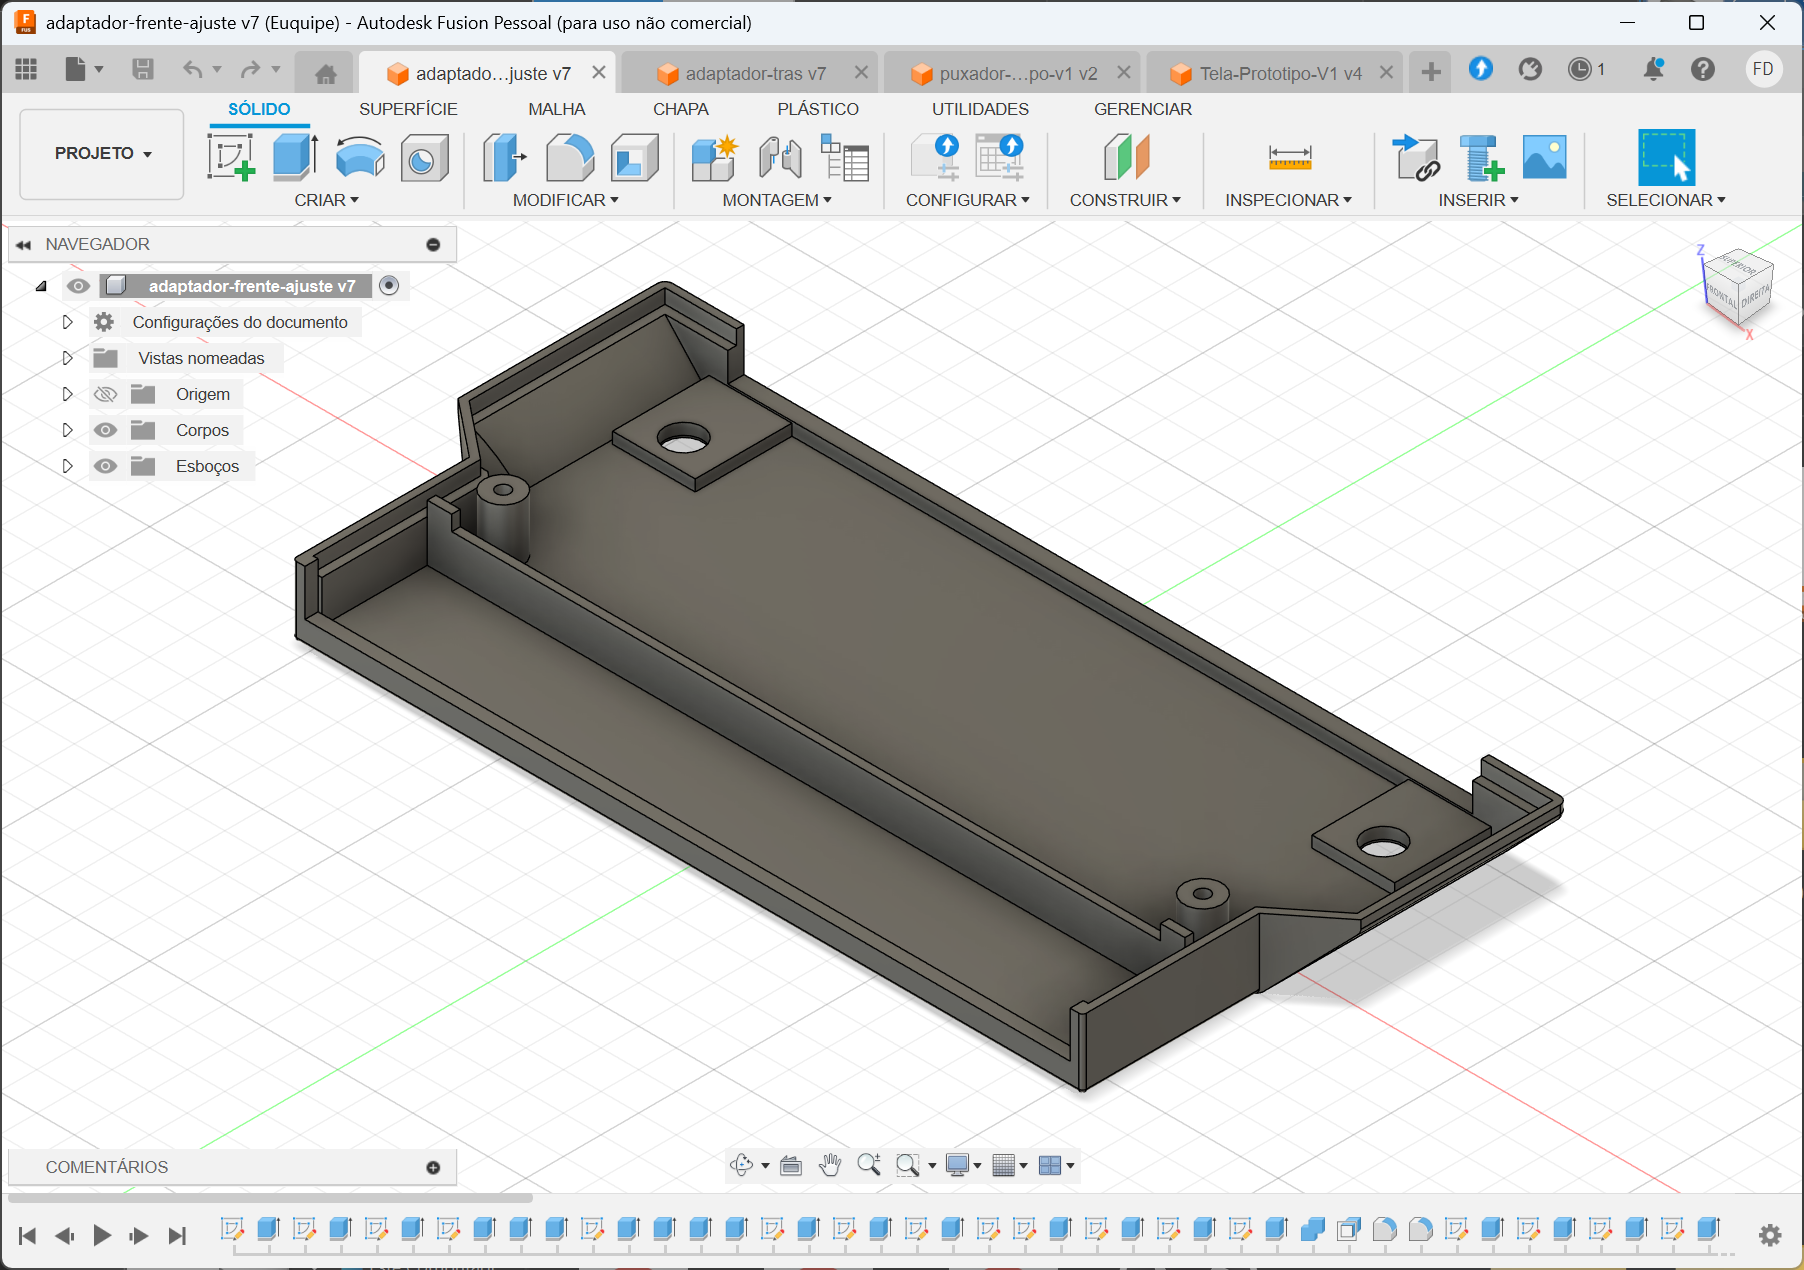 adaptador-frente-ajuste v7 (Euquipe) - Autodesk Fusion Pessoal (para uso não comercial)
adaptado...juste v7
adaptador-tras v7
puxador-...po-v1 v2
Tela-Prototipo-V1 v4
1
FD
SÓLIDO SUPERFÍCIE MALHA CHAPA PLÁSTICO UTILIDADES GERENCIAR
PROJETO
CRIAR MODIFICAR MONTAGEM CONFIGURAR CONSTRUIR INSPECIONAR INSERIR SELECIONAR
NAVEGADOR
adaptador-frente-ajuste v7
Configurações do documento
Vistas nomeadas
Origem
Corpos
Esboços
Z
SUPERIOR
FRONTAL
DIREITA
X
COMENTÁRIOS